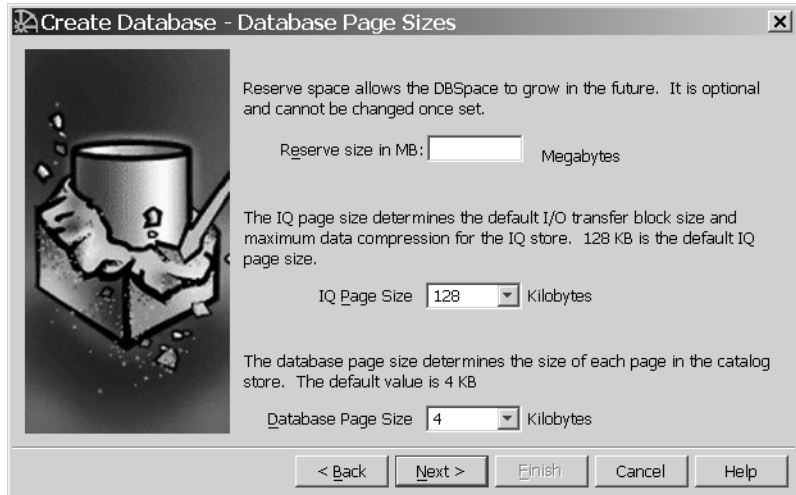 Create Database - Database Page Sizes
Reserve space allows the DBSpace to grow in the future. It is optional
and cannot be changed once set.
Reserve size in MB: Megabytes
The IQ page size determines the default I/O transfer block size and
maximum data compression for the IQ store. 128 KB is the default IQ
page size.
IQ Page Size 128 Kilobytes
The database page size determines the size of each page in the catalog
store. The default value is 4 KB
Database Page Size 4 Kilobytes
< Back Next > Finish Cancel Help